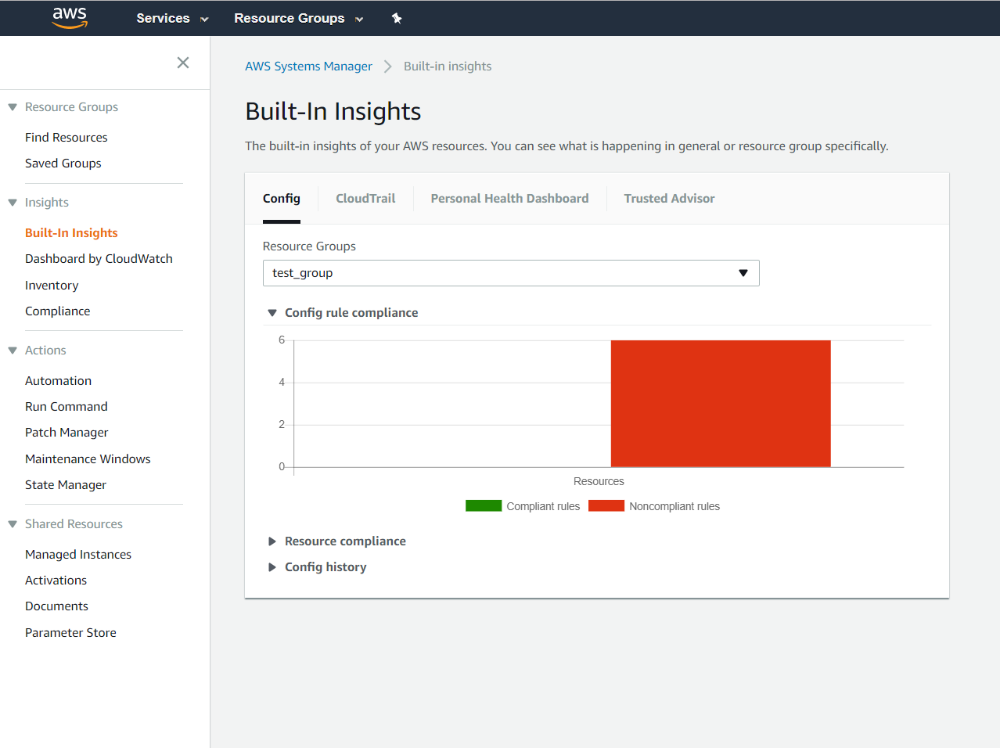 aws Services Resource Groups
AWS Systems Manager Built-in insights
Resource Groups
Find Resources
Saved Groups
Insights
Built-In Insights
Dashboard by CloudWatch
Inventory
Compliance
Actions
Automation
Run Command
Patch Manager
Maintenance Windows
State Manager
Shared Resources
Managed Instances
Activations
Documents
Parameter Store
Built-In Insights
The built-in insights of your AWS resources. You can see what is happening in general or resource group specifically.
Config CloudTrail Personal Health Dashboard Trusted Advisor
Resource Groups
test_group
Config rule compliance
6
4
2
0
Resources
Compliant rules Noncompliant rules
Resource compliance
Config history